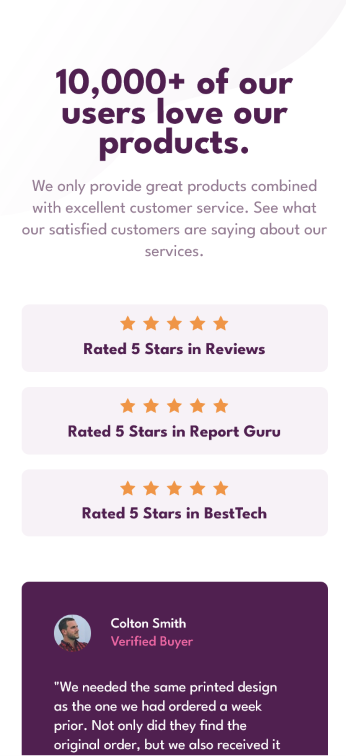 10,000+ of our
users love our
products.
We only provide great products combined
with excellent customer service. See what
our satisfied customers are saying about our
services.
Rated 5 Stars in Reviews
Rated 5 Stars in Report Guru
Rated 5 Stars in BestTech
Colton Smith
Verified Buyer
"We needed the same printed design
as the one we had ordered a week
prior. Not only did they find the
original order, but we also received it